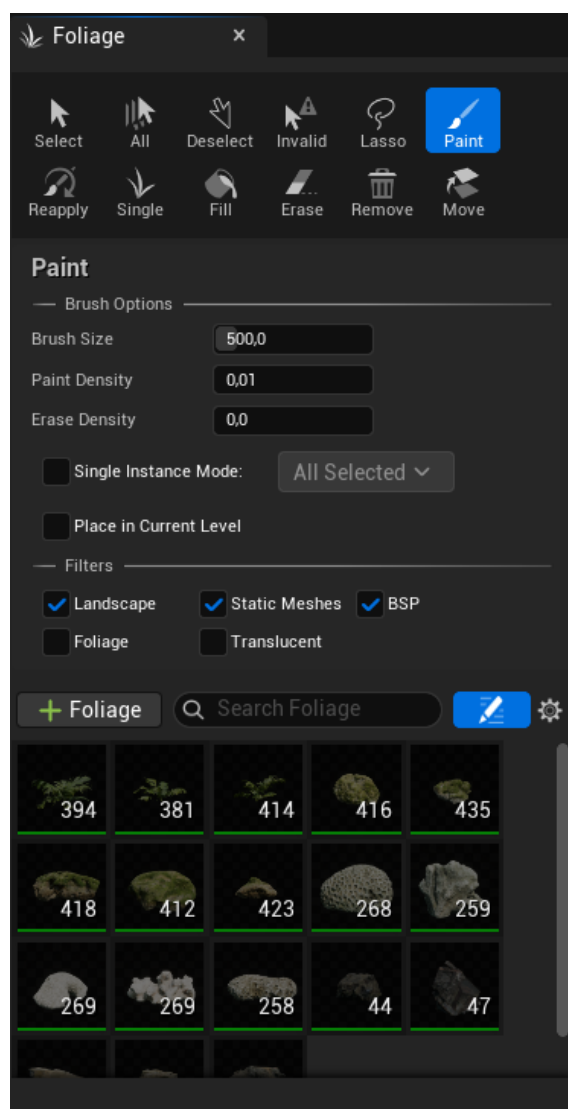 Foliage ×
Select All Deselect Invalid Lasso Paint
Reapply Single Fill Erase Remove Move
Paint
Brush Options
Brush Size 500,0
Paint Density 0,01
Erase Density 0,0
Single Instance Mode: All Selected
Place in Current Level
Filters
Landscape Static Meshes BSP
Foliage Translucent
+ Foliage Search Foliage
394 381 414 416 435
418 412 423 268 259
269 269 258 44 47